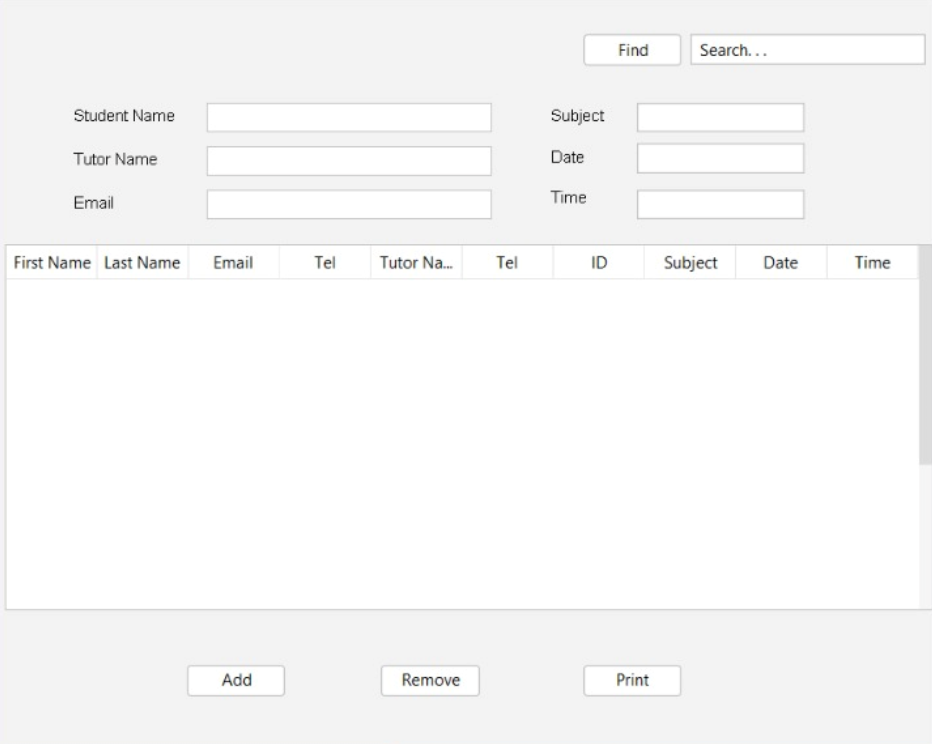 Find Search. . .
Student Name Subject
Tutor Name Date
Email Time
First Name Last Name Email Tel Tutor Na... Tel ID Subject Date Time
Add Remove Print